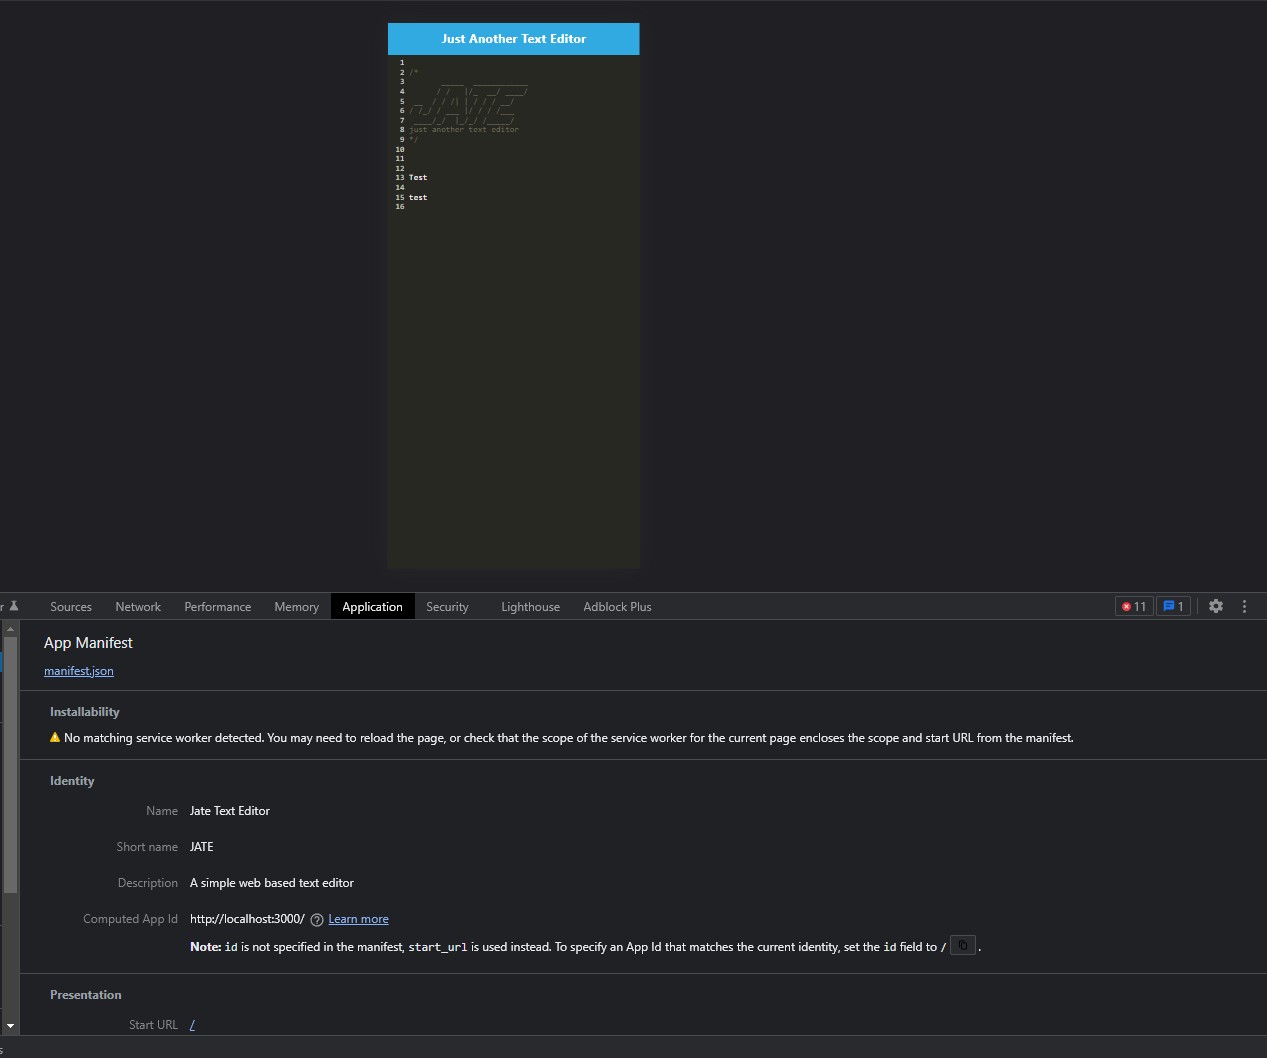 Just Another Text Editor
1
2 /*
3
4
5
6
7
8 just another text editor
9 */
10
11
12
13 Test
14
15 test
16
r Sources Network Performance Memory Application Security Lighthouse Adblock Plus 11 1
App Manifest
manifest.json
Installability
No matching service worker detected. You may need to reload the page, or check that the scope of the service worker for the current page encloses the scope and start URL from the manifest.
Identity
Name Jate Text Editor
Short name JATE
Description A simple web based text editor
Computed App Id http://localhost:3000/ ? Learn more
Note: id is not specified in the manifest, start_url is used instead. To specify an App Id that matches the current identity, set the id field to / .
Presentation
Start URL /
s